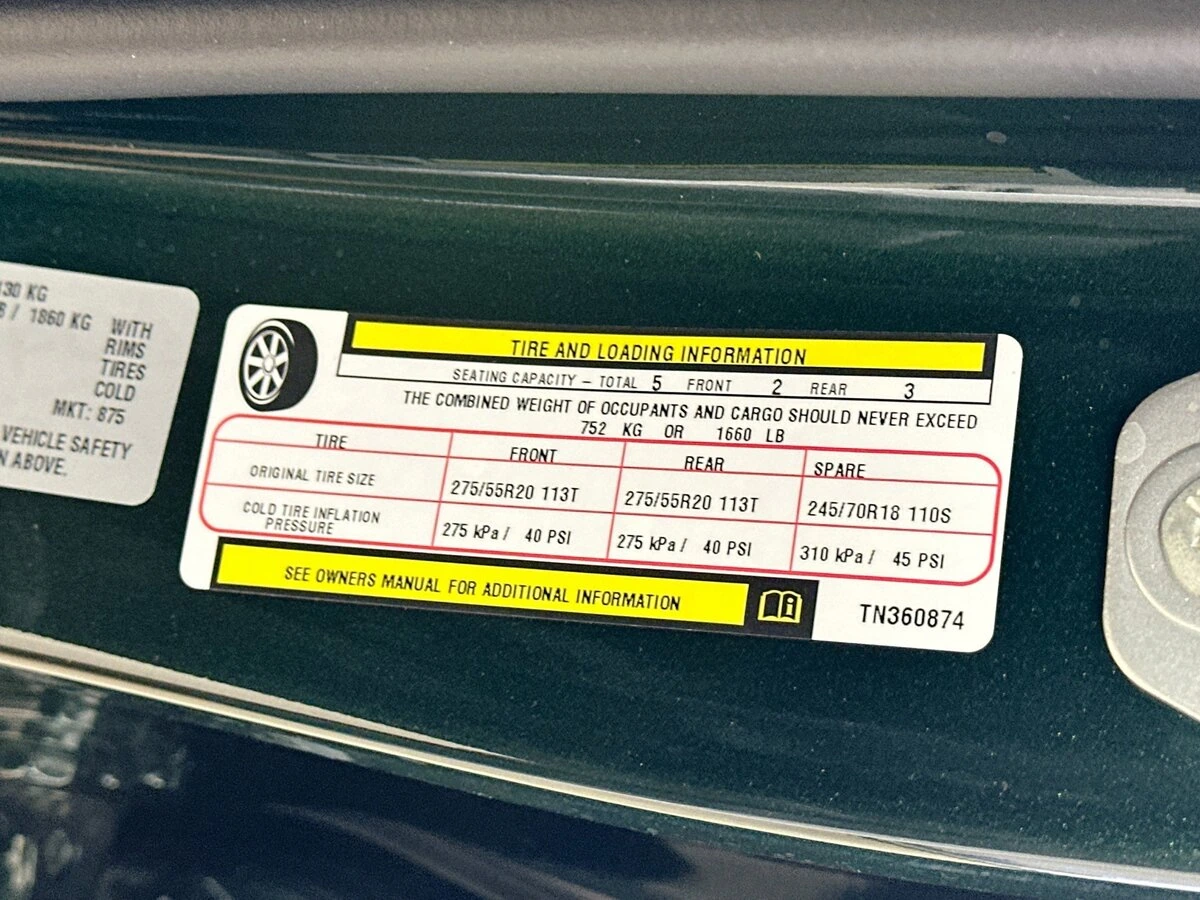 30 KG
/ 1860 KG WITH
RIMS
TIRES
COLD
MKT: 875
VEHICLE SAFETY
ABOVE.
TIRE AND LOADING INFORMATION
SEATING CAPACITY – TOTAL 5 FRONT 2 REAR 3
THE COMBINED WEIGHT OF OCCUPANTS AND CARGO SHOULD NEVER EXCEED
752 KG OR 1660 LB
TIRE FRONT REAR SPARE
ORIGINAL TIRE SIZE 275/55R20 113T 275/55R20 113T 245/70R18 110S
COLD TIRE INFLATION PRESSURE 275 kPa / 40 PSI 275 kPa / 40 PSI 310 kPa / 45 PSI
SEE OWNERS MANUAL FOR ADDITIONAL INFORMATION
TN360874